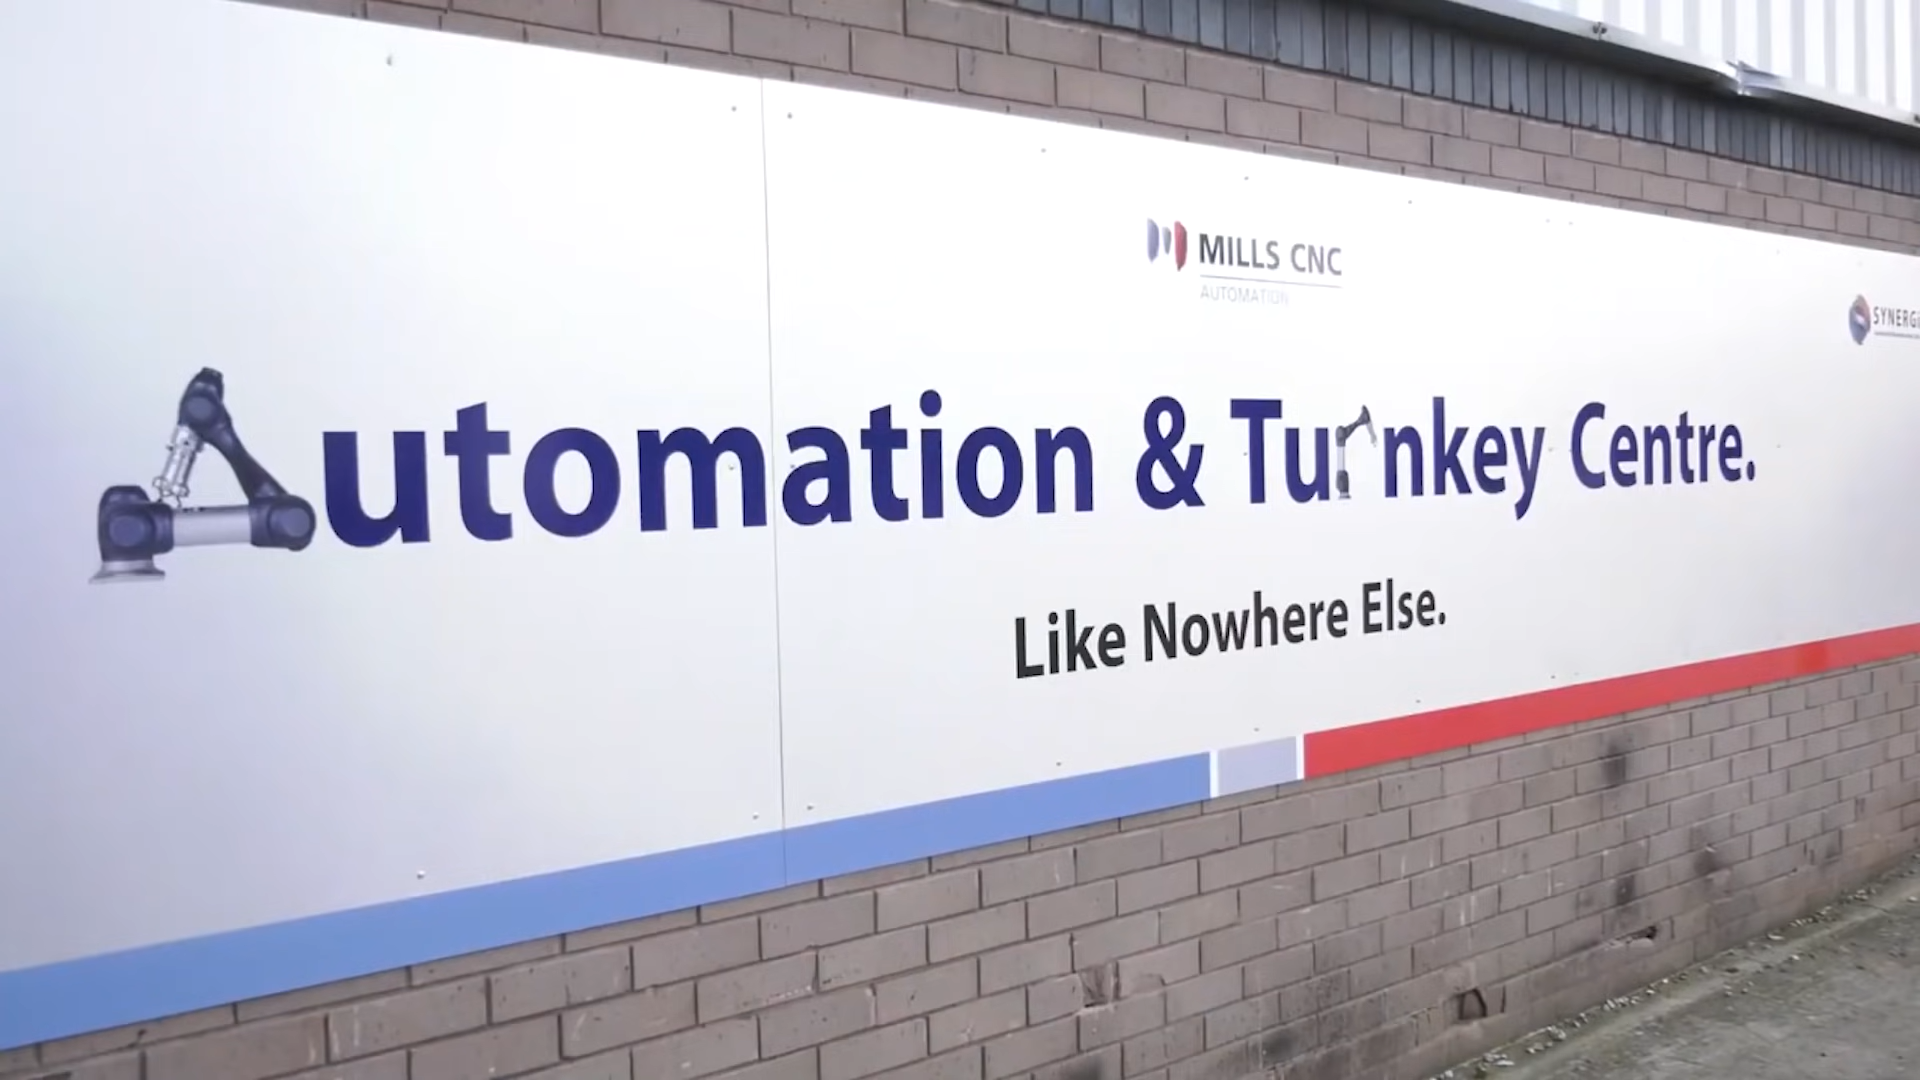 MILLS CNC
AUTOMATION
Automation & Turnkey Centre.
Like Nowhere Else.